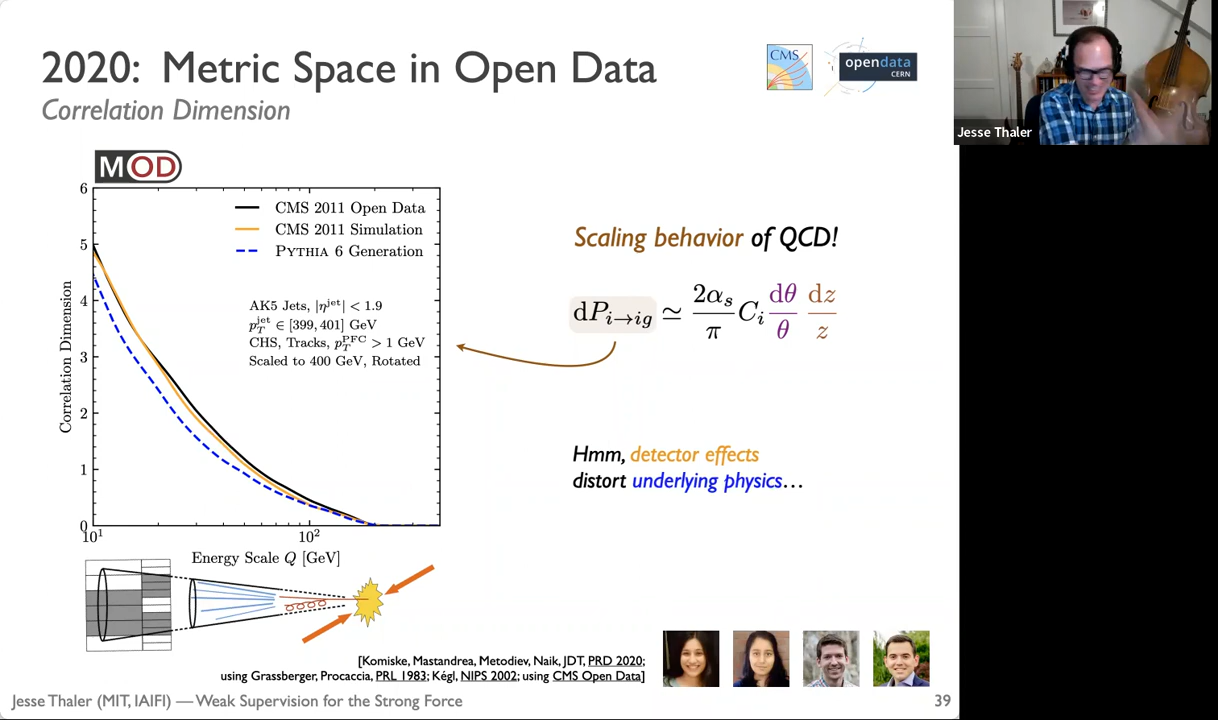 2020: Metric Space in Open Data
Correlation Dimension
CMS
opendata
CERN
Jesse Thaler
MOD
6
5
4
3
2
1
0
Correlation Dimension
CMS 2011 Open Data
CMS 2011 Simulation
PYTHIA 6 Generation
AK5 Jets, |η^jet| < 1.9
p_T^jet ∈ [399, 401] GeV
CHS, Tracks, p_T^PFC > 1 GeV
Scaled to 400 GeV, Rotated
10^1
10^2
Energy Scale Q [GeV]
Scaling behavior of QCD!
dP_{i→ig} ≃ 2α_s/π C_i dθ/θ dz/z
Hmm, detector effects
distort underlying physics…
[Komiske, Mastandrea, Metodiev, Naik, JDT, PRD 2020;
using Grassberger, Procaccia, PRL 1983; Kégl, NIPS 2002; using CMS Open Data]
Jesse Thaler (MIT, IAIFI) — Weak Supervision for the Strong Force
39